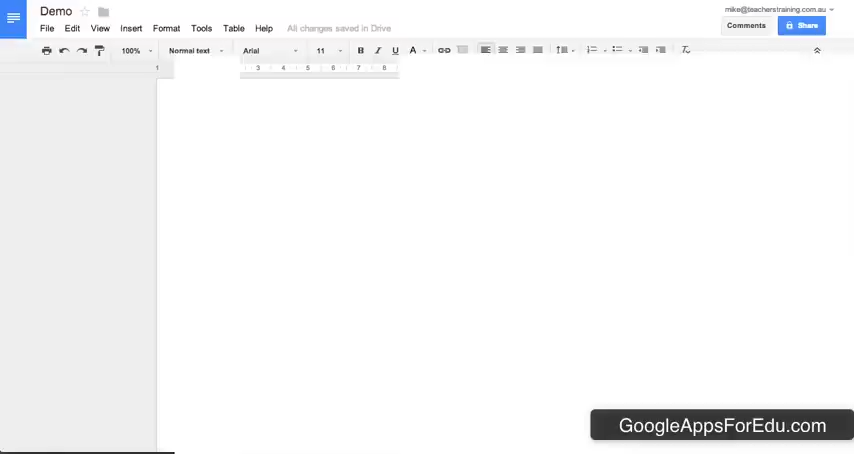 Demo
mike@teacherstraining.com.au
File Edit View Insert Format Tools Table Help All changes saved in Drive
Comments Share
100% Normal text Arial 11 B I U A
1 3 4 5 6 7 8
GoogleAppsForEdu.com